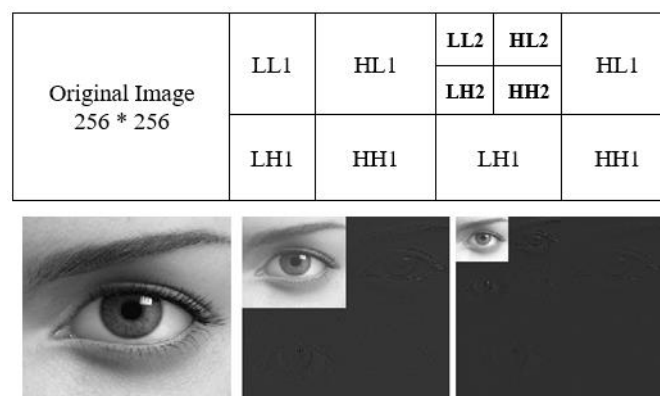 Original Image
256 * 256
LL1
HL1
LH1
HH1
LL2
HL2
LH2
HH2
HL1
LH1
HH1